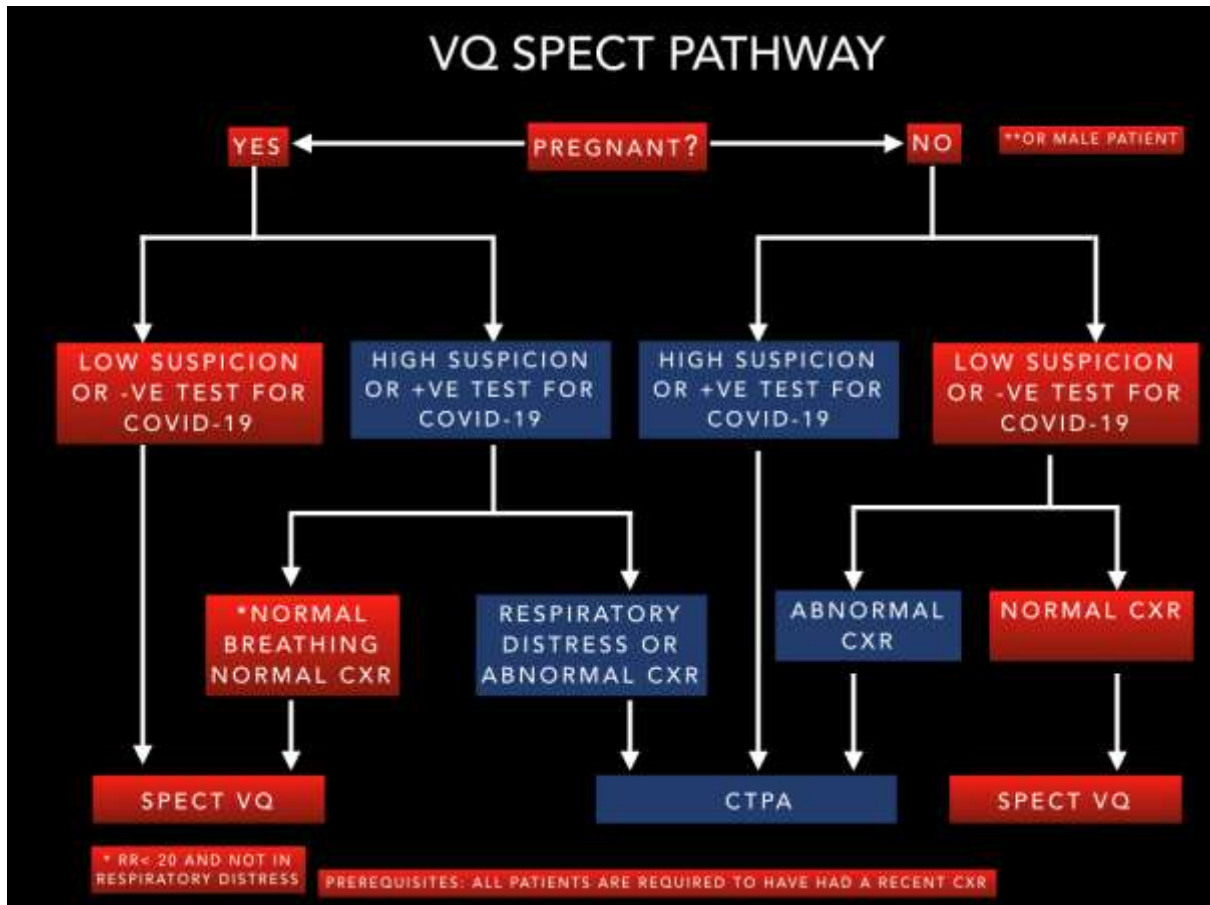 VQ SPECT PATHWAY
YES
PREGNANT?
NO
**OR MALE PATIENT
LOW SUSPICION
OR -VE TEST FOR
COVID-19
HIGH SUSPICION
OR +VE TEST FOR
COVID-19
HIGH SUSPICION
OR +VE TEST FOR
COVID-19
LOW SUSPICION
OR -VE TEST FOR
COVID-19
*NORMAL
BREATHING
NORMAL CXR
RESPIRATORY
DISTRESS OR
ABNORMAL CXR
ABNORMAL
CXR
NORMAL CXR
SPECT VQ
CTPA
SPECT VQ
* RR< 20 AND NOT IN
RESPIRATORY DISTRESS
PREREQUISITES: ALL PATIENTS ARE REQUIRED TO HAVE HAD A RECENT CXR